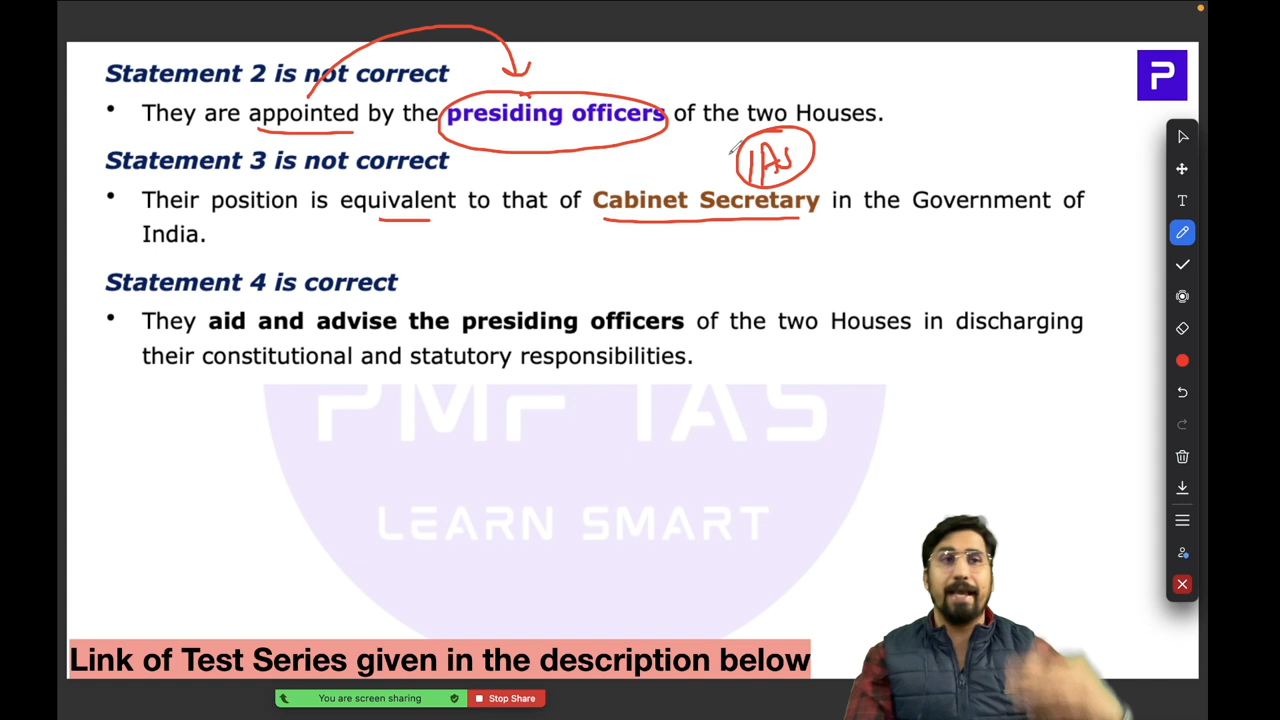 Statement 2 is not correct
• They are appointed by the presiding officers of the two Houses.
IAS
Statement 3 is not correct
• Their position is equivalent to that of Cabinet Secretary in the Government of
India.
Statement 4 is correct
• They aid and advise the presiding officers of the two Houses in discharging
their constitutional and statutory responsibilities.
PMF IAS
LEARN SMART
Link of Test Series given in the description below
You are screen sharing
Stop Share
P
T